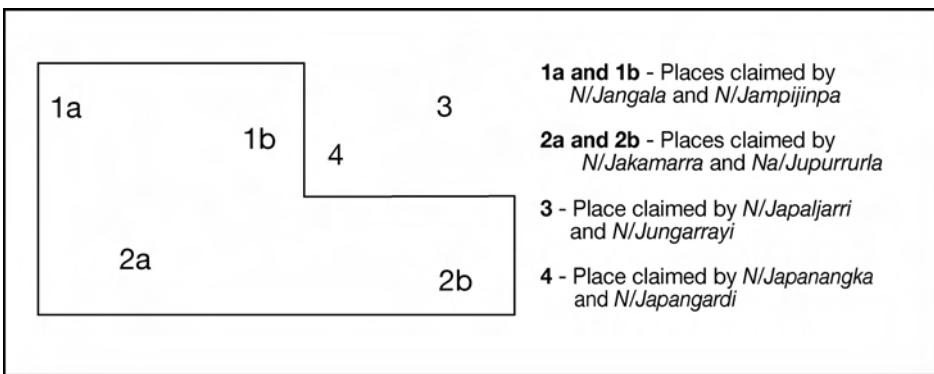 1a
1b
3
4
2a
2b
1a and 1b - Places claimed by
N/Jangala and N/Jampijinpa
2a and 2b - Places claimed by
N/Jakamarra and Na/Jupurrurla
3 - Place claimed by N/Japaljarri
and N/Jungarrayi
4 - Place claimed by N/Japanangka
and N/Japangardi